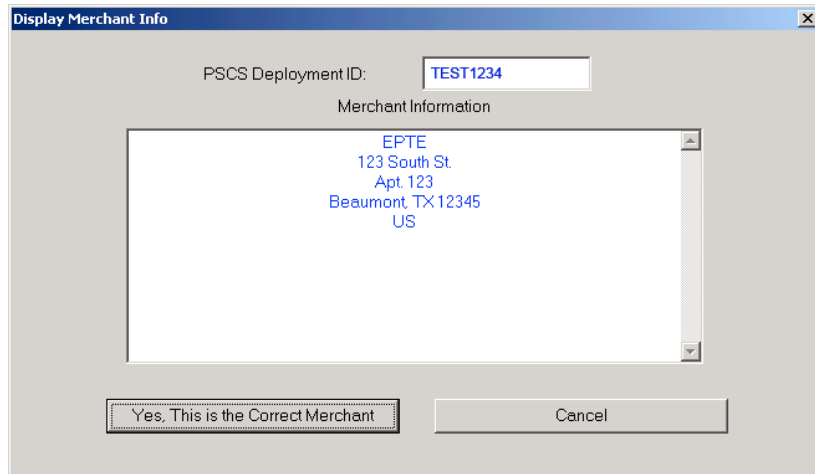 Display Merchant Info
PSCS Deployment ID: TEST1234
Merchant Information
EPTE
123 South St.
Apt. 123
Beaumont, TX 12345
US
Yes, This is the Correct Merchant Cancel